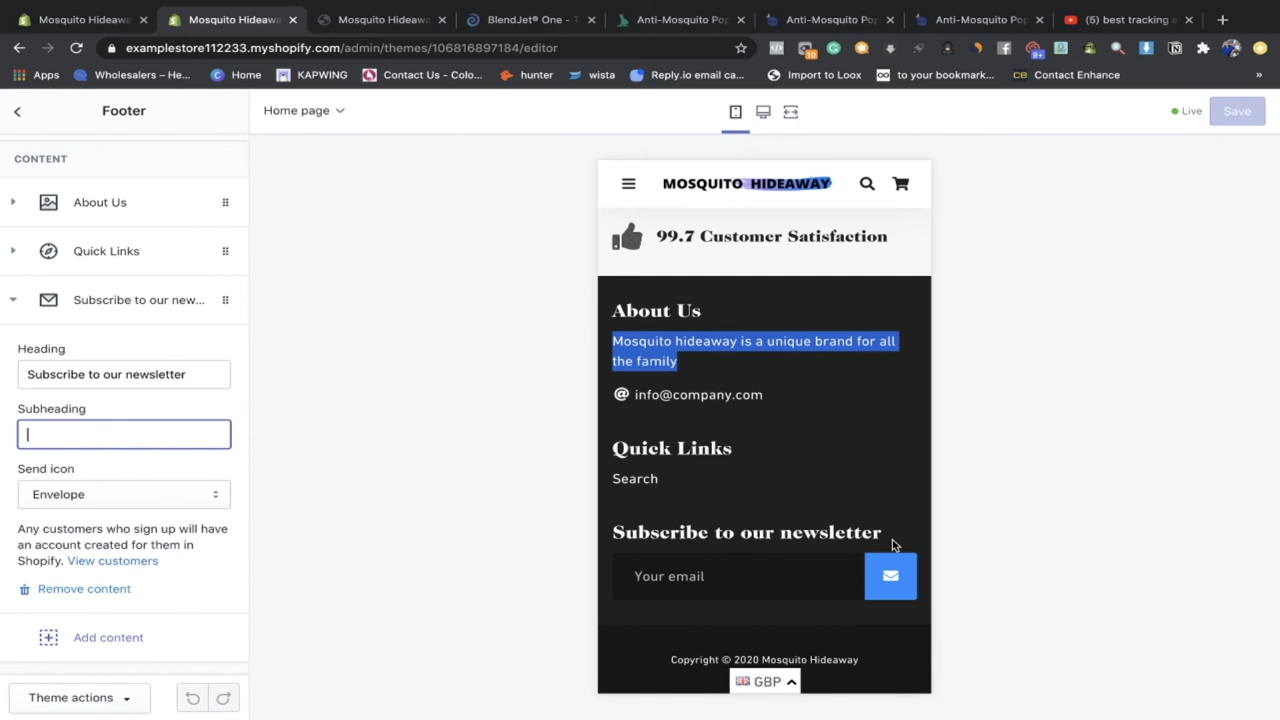 Mosquito Hideaw
Mosquito Hideaw
Mosquito Hideaw
BlendJet® One - T
Anti-Mosquito Pop
Anti-Mosquito Pop
Anti-Mosquito Pop
(5) best tracking a
examplestore112233.myshopify.com/admin/themes/106816897184/editor
Apps
Wholesalers – He...
Home
KAPWING
Contact Us - Colo...
hunter
wista
Reply.io email ca...
Import to Loox
to your bookmark...
CB Contact Enhance
»
Footer
Home page
Live
Save
CONTENT
About Us
Quick Links
Subscribe to our new...
Heading
Subscribe to our newsletter
Subheading
Send icon
Envelope
Any customers who sign up will have
an account created for them in
Shopify. View customers
Remove content
Add content
Theme actions
MOSQUITO HIDEAWAY
99.7 Customer Satisfaction
About Us
Mosquito hideaway is a unique brand for all
the family
@ info@company.com
Quick Links
Search
Subscribe to our newsletter
Your email
Copyright © 2020 Mosquito Hideaway
GBP